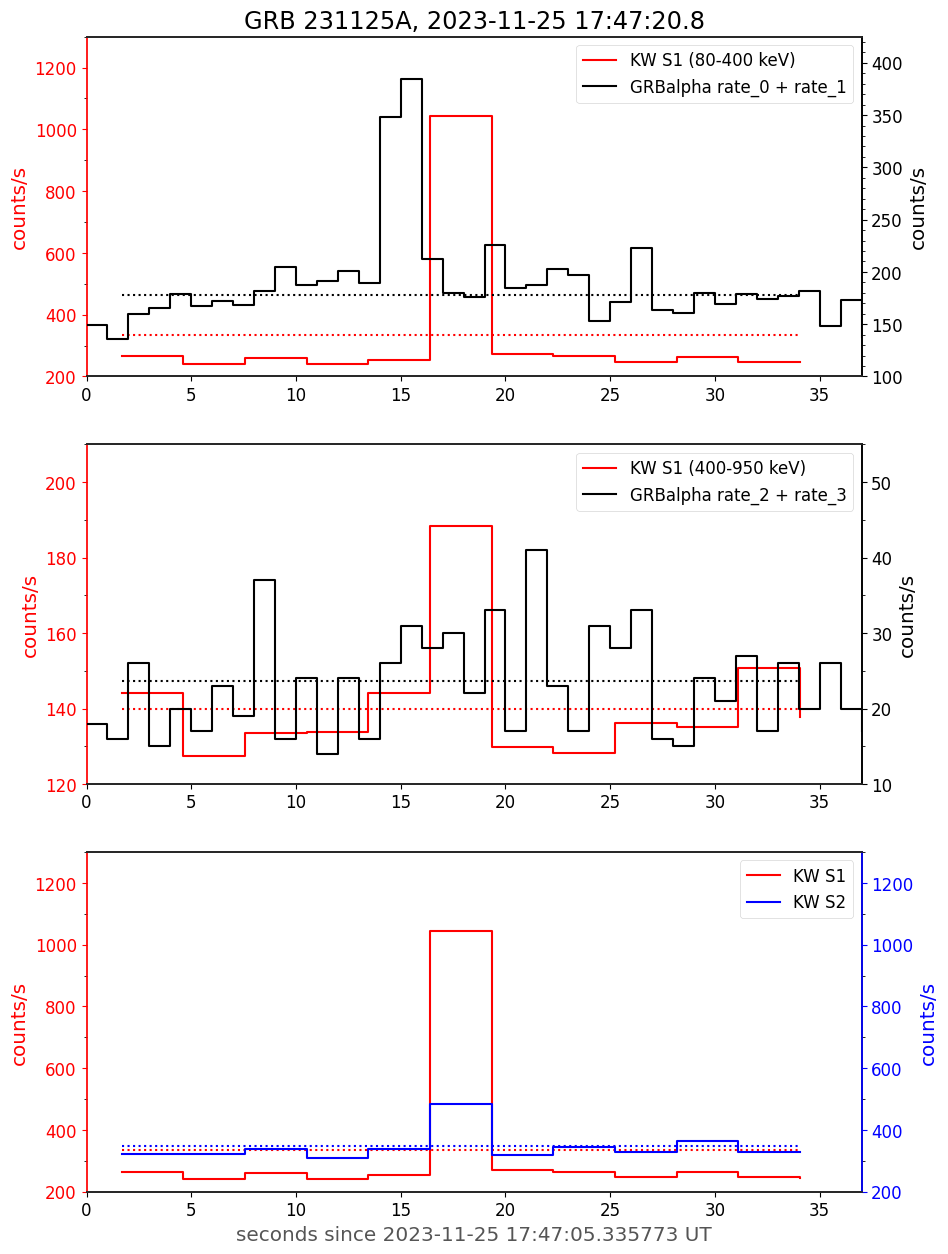 GRB 231125A, 2023-11-25 17:47:20.8
KW S1 (80-400 keV)
GRBalpha rate_0 + rate_1
1200
1000
800
600
400
200
counts/s
400
350
300
250
200
150
100
counts/s
0 5 10 15 20 25 30 35
KW S1 (400-950 keV)
GRBalpha rate_2 + rate_3
200
180
160
140
120
counts/s
50
40
30
20
10
counts/s
0 5 10 15 20 25 30 35
KW S1
KW S2
1200
1000
800
600
400
200
counts/s
1200
1000
800
600
400
200
counts/s
0 5 10 15 20 25 30 35
seconds since 2023-11-25 17:47:05.335773 UT